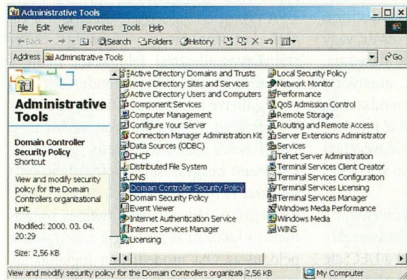 Administrative Tools
File Edit View Favorites Tools Help
Back Search Folders History
Address Administrative Tools Go
Administrative Tools
Domain Controller Security Policy
Shortcut
View and modify security policy for the Domain Controllers organizational unit.
Modified: 2000. 03. 04. 20:29
Size: 2,56 KB
Active Directory Domains and Trusts
Active Directory Sites and Services
Active Directory Users and Computers
Component Services
Computer Management
Configure Your Server
Connection Manager Administration Kit
Data Sources (ODBC)
DHCP
Distributed File System
DNS
Domain Controller Security Policy
Domain Security Policy
Event Viewer
Internet Authentication Service
Internet Services Manager
Licensing
Local Security Policy
Network Monitor
Performance
QoS Admission Control
Remote Storage
Routing and Remote Access
Server Extensions Administrator
Services
Telnet Server Administration
Terminal Services Client Creator
Terminal Services Configuration
Terminal Services Licensing
Terminal Services Manager
Windows Media Performance
Windows Media
WINS
View and modify security policy for the Domain Controllers organizati 2,56 KB My Computer